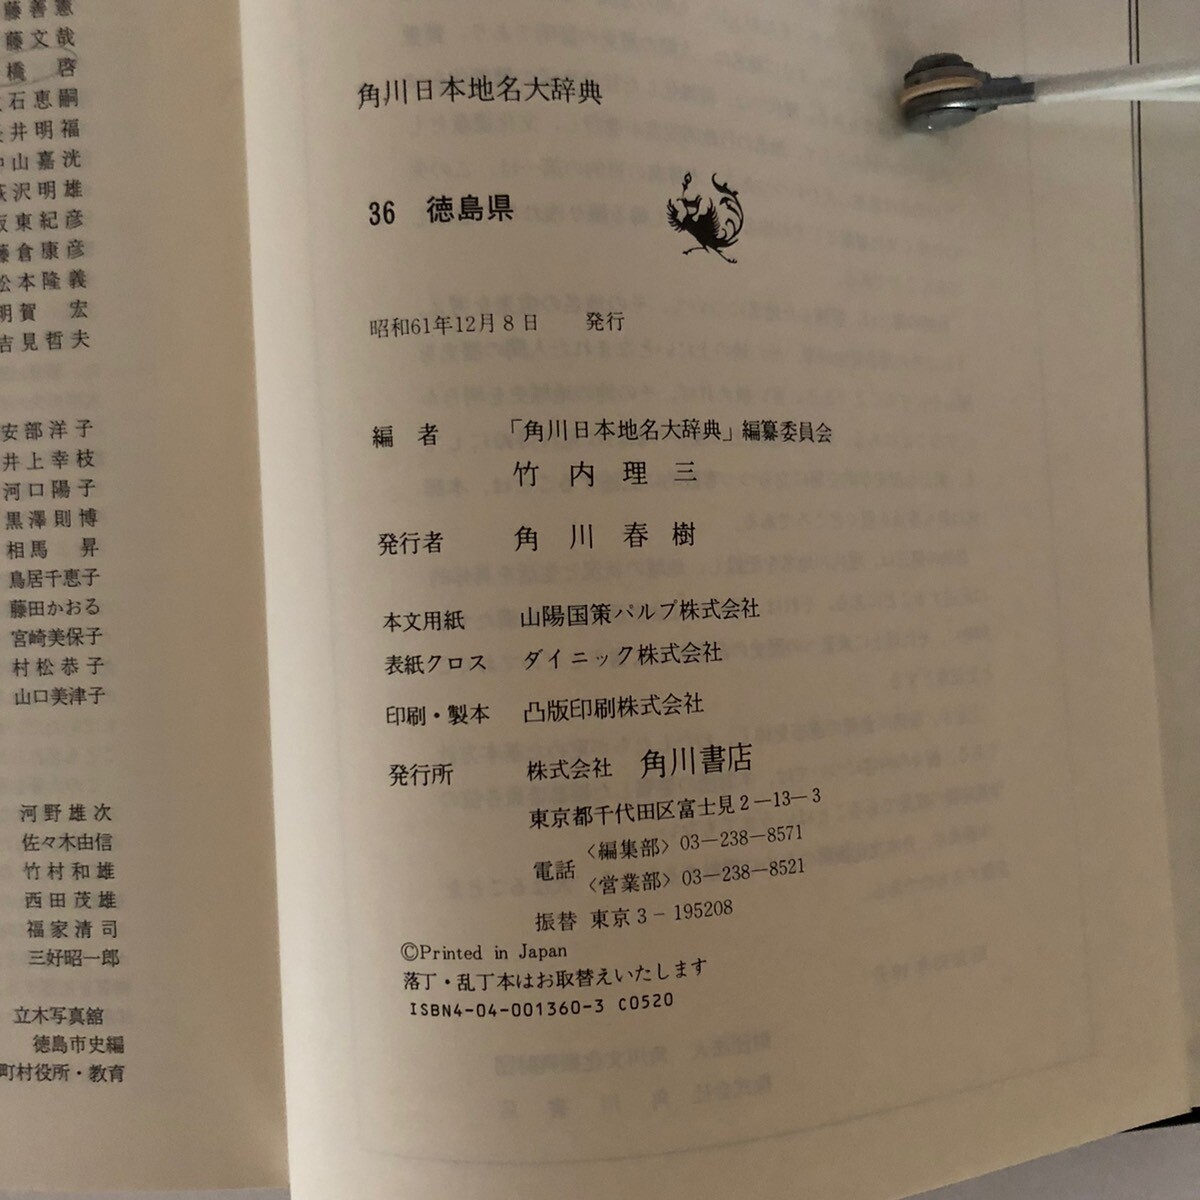 藤善憲
藤文哉
橋　啓
石恵嗣
井明福
山嘉洸
沢明雄
東紀彦
藤倉康彦
松本隆義
明賀　宏
吉見哲夫
安部洋子
井上幸枝
河口陽子
黒澤則博
相馬　昇
鳥居千恵子
藤田かおる
宮崎美保子
村松恭子
山口美津子
河野雄次
佐々木由信
竹村和雄
西田茂雄
福家清司
三好昭一郎
立木写真舘
徳島市史編
町村役所・教育
角川日本地名大辞典
36　徳島県
昭和61年12月8日　発行
編　者　「角川日本地名大辞典」編纂委員会
竹　内　理　三
発行者　角　川　春　樹
本文用紙　山陽国策パルプ株式会社
表紙クロス　ダイニック株式会社
印刷・製本　凸版印刷株式会社
発行所　株式会社　角川書店
東京都千代田区富士見2—13—3
電話 〈編集部〉03—238—8571
〈営業部〉03—238—8521
振替 東京3－195208
©Printed in Japan
落丁・乱丁本はお取替えいたします
ISBN4-04-001360-3 C0520